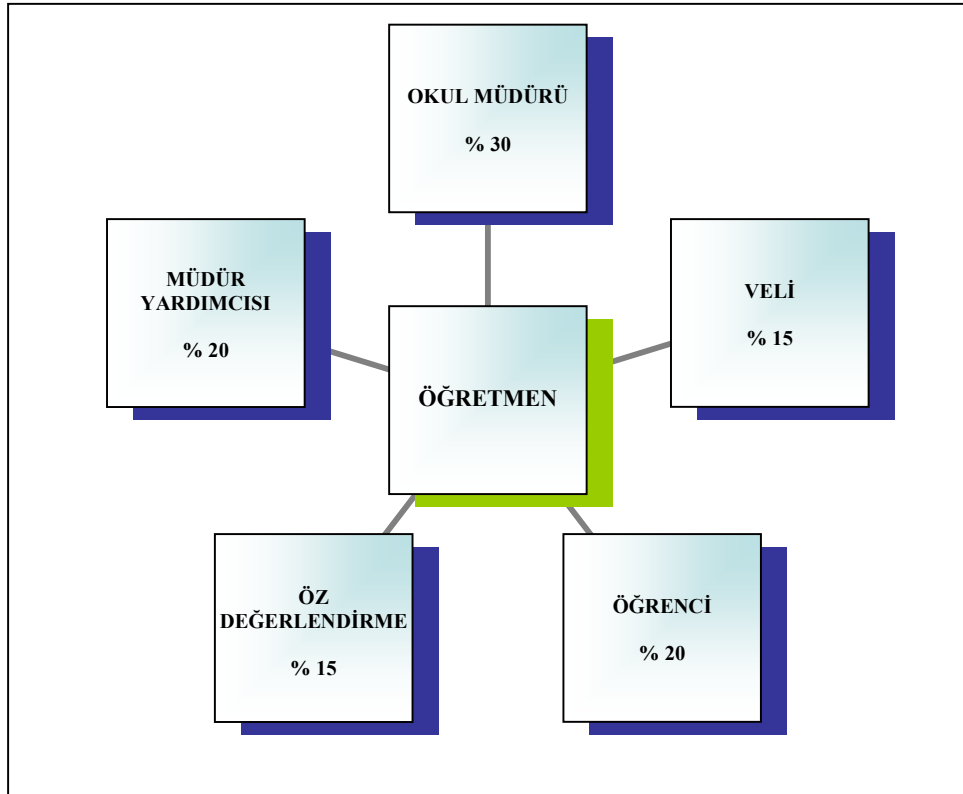 OKUL MÜDÜRÜ
% 30
MÜDÜR
YARDIMCISI
% 20
VELİ
% 15
ÖĞRETMEN
ÖZ
DEĞERLENDİRME
% 15
ÖĞRENCİ
% 20